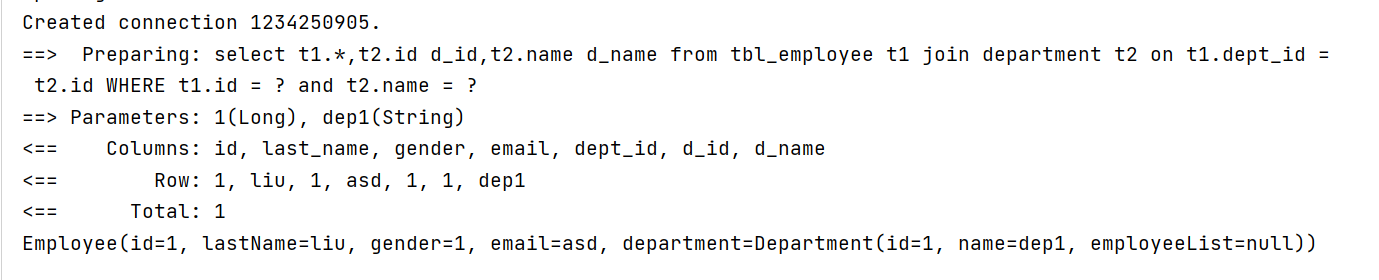 Created connection 1234250905.
==>  Preparing: select t1.*,t2.id d_id,t2.name d_name from tbl_employee t1 join department t2 on t1.dept_id =
 t2.id WHERE t1.id = ? and t2.name = ?
==> Parameters: 1(Long), dep1(String)
<==    Columns: id, last_name, gender, email, dept_id, d_id, d_name
<==        Row: 1, liu, 1, asd, 1, 1, dep1
<==      Total: 1
Employee(id=1, lastName=liu, gender=1, email=asd, department=Department(id=1, name=dep1, employeeList=null))